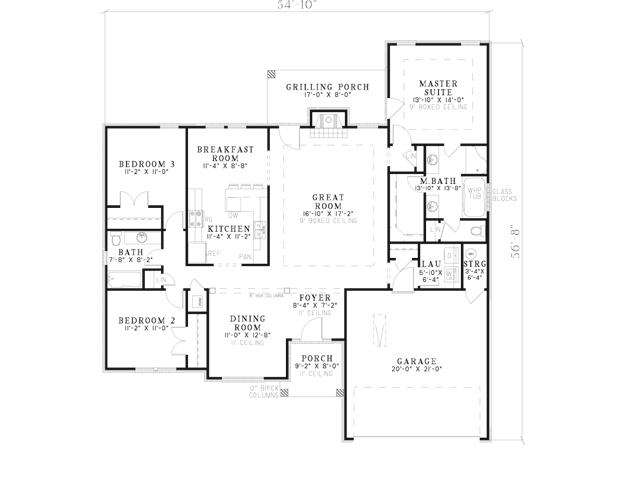 54'-10"
GRILLING PORCH
17'-0" X 8'-0"
MASTER
SUITE
13'-10" X 14'-0"
9' BOXED CEILING
BREAKFAST
ROOM
11'-4" X 8'-8"
BEDROOM 3
11'-2" X 11'-0"
LIN
M.BATH
13'-10" X 13'-8"
WHP
TUB
GLASS
BLOCKS
GREAT
ROOM
16'-10" X 17'-2"
9' BOXED CEILING
DW
RG
KITCHEN
11'-4" X 11'-2"
REF
PAN
56'-8"
BATH
7'-8" X 8'-2"
LIN
LAU
5'-10"X
6'-4"
STRG
3'-4"X
6'-4"
8" BOX COLUMNS
FOYER
8'-4" X 7'-2"
11' CEILING
BEDROOM 2
11'-2" X 11'-0"
DINING
ROOM
11'-0" X 12'-8"
11' CEILING
PORCH
9'-2" X 8'-0"
11' CEILING
GARAGE
20'-0" X 21'-0"
BRICK
COLUMNS